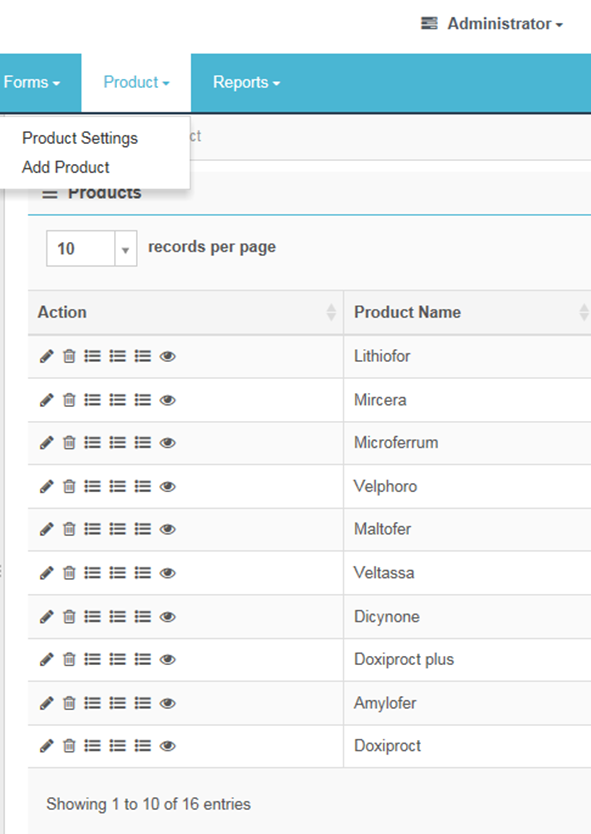 Administrator
Forms Product Reports
Product Settings
ct
Add Product
Products
10 records per page
Action Product Name
Lithiofor
Mircera
Microferrum
Velphoro
Maltofer
Veltassa
Dicynone
Doxiproct plus
Amylofer
Doxiproct
Showing 1 to 10 of 16 entries